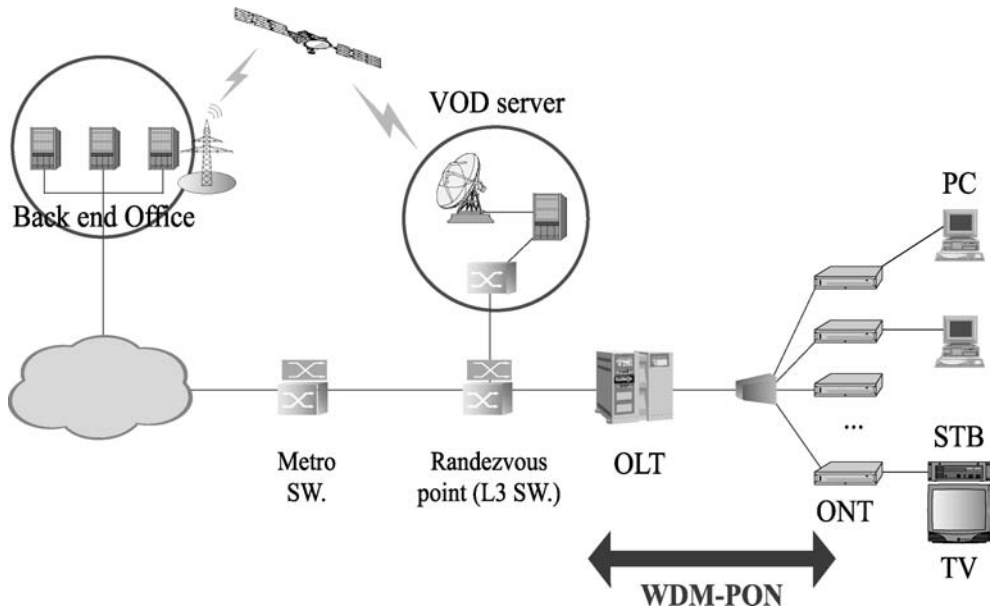 VOD server
Back end Office
PC
Metro
SW.
Randezvous
point (L3 SW.)
OLT
...
STB
ONT
TV
WDM-PON